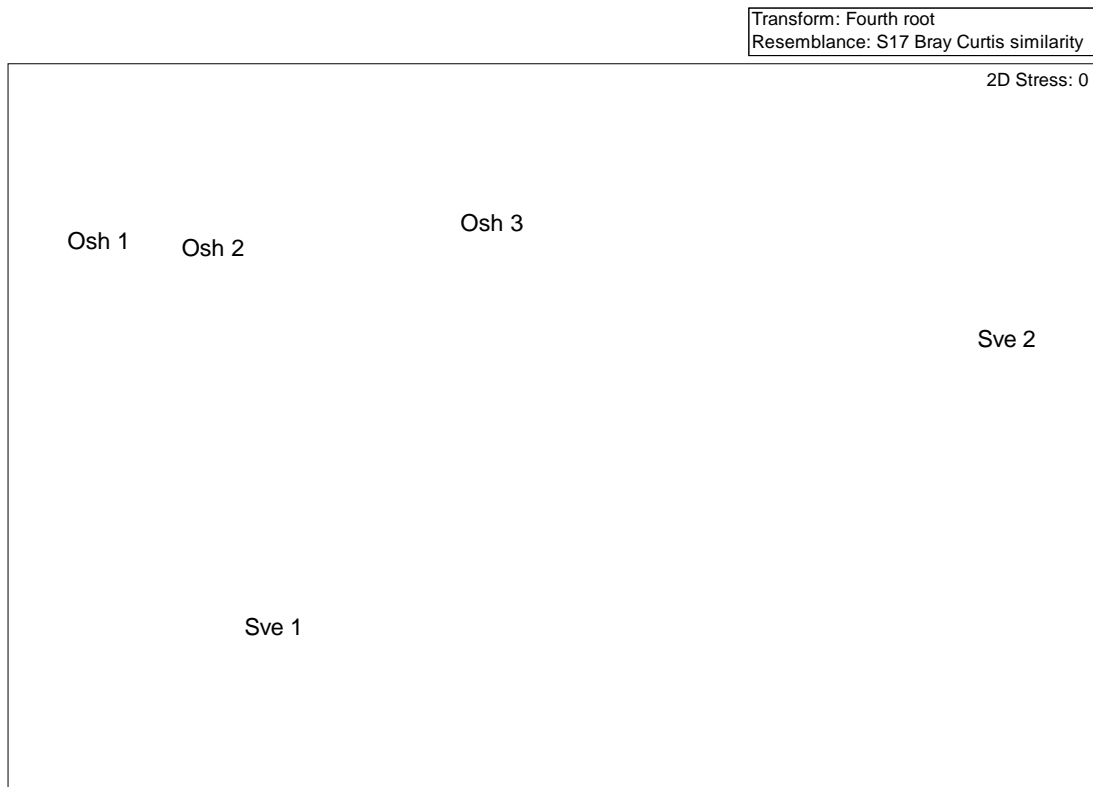 Transform: Fourth root
Resemblance: S17 Bray Curtis similarity
2D Stress: 0
Osh 1
Osh 2
Osh 3
Sve 2
Sve 1